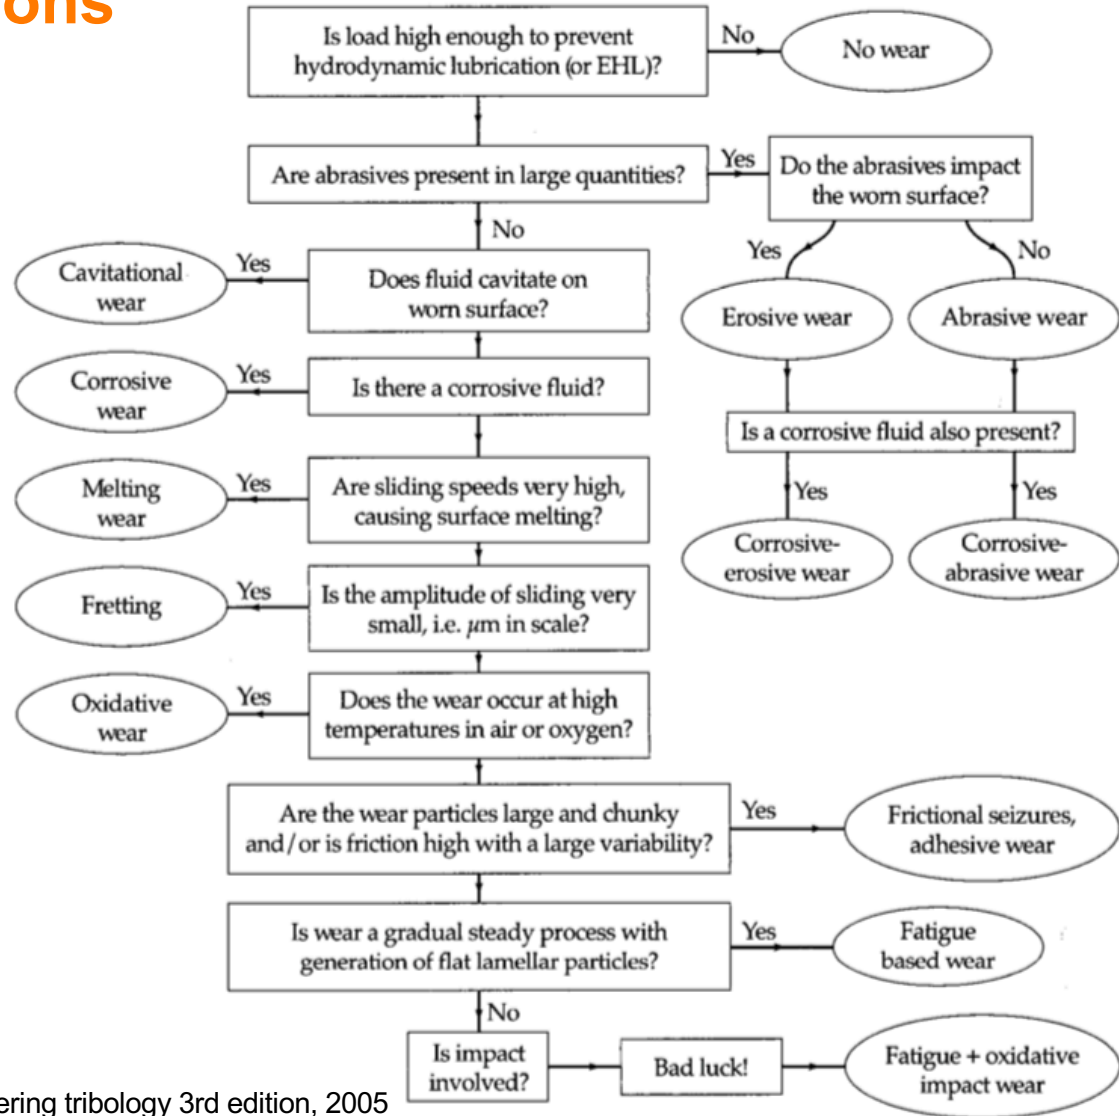 Is load high enough to prevent
hydrodynamic lubrication (or EHL)?
No
No wear
Are abrasives present in large quantities?
Yes
Do the abrasives impact
the worn surface?
No
Yes
No
Cavitational
wear
Yes
Does fluid cavitate on
worn surface?
Erosive wear
Abrasive wear
Corrosive
wear
Yes
Is there a corrosive fluid?
Is a corrosive fluid also present?
Melting
wear
Yes
Are sliding speeds very high,
causing surface melting?
Yes
Yes
Corrosive-
erosive wear
Corrosive-
abrasive wear
Fretting
Yes
Is the amplitude of sliding very
small, i.e. μm in scale?
Oxidative
wear
Yes
Does the wear occur at high
temperatures in air or oxygen?
Are the wear particles large and chunky
and/or is friction high with a large variability?
Yes
Frictional seizures,
adhesive wear
Is wear a gradual steady process with
generation of flat lamellar particles?
Yes
Fatigue
based wear
No
Is impact
involved?
Bad luck!
Fatigue + oxidative
impact wear
tribology 3rd edition, 2005